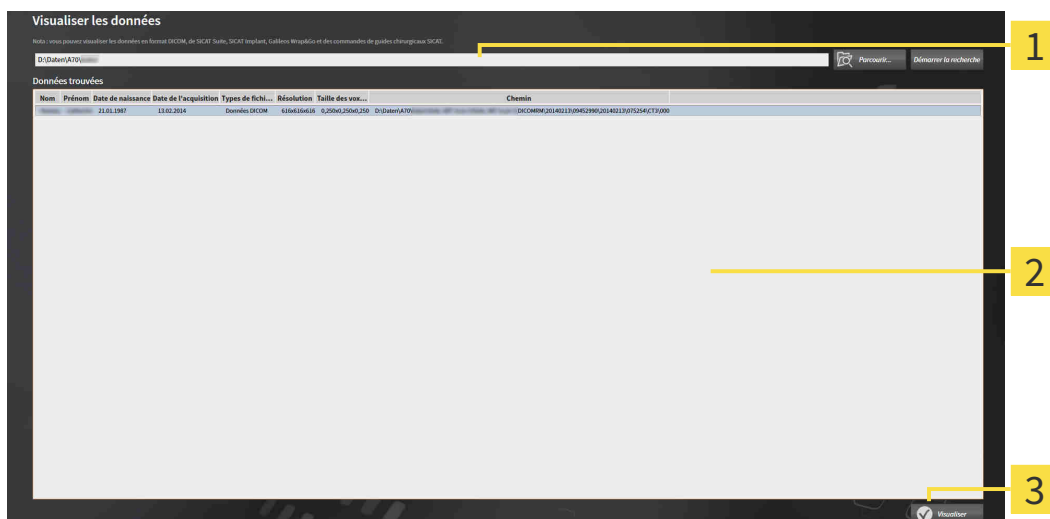 Visualiser les données
Nota : vous pouvez visualiser les données en format DICOM, de SICAT Suite, SICAT Implant, Galileos Wrap&Go et des commandes de guides chirurgicaux SICAT.
1
D:\Daten\A70\
Parcourir...
Démarrer la recherche
Données trouvées
Nom Prénom Date de naissance Date de l'acquisition Types de fichi... Résolution Taille des vox... Chemin
21.01.1987 13.02.2014 Données DICOM 616x616x616 0,250x0,250x0,250 D:\Daten\A70\ DICOMRM\20140213\09452990\20140213\075254\CT3\000
2
3
Visualiser